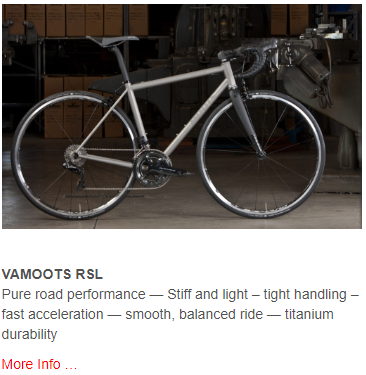 VAMOOTS RSL
Pure road performance — Stiff and light – tight handling –
fast acceleration — smooth, balanced ride — titanium
durability
More Info …